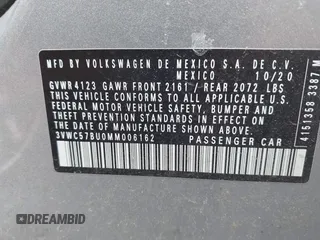 MFD BY VOLKSWAGEN DE MEXICO S.A. DE C.V.
MEXICO 10/20
GVWR 4123 GAWR FRONT 2161 / REAR 2072 LBS
THIS VEHICLE CONFORMS TO ALL APPLICABLE
FEDERAL MOTOR VEHICLE SAFETY, BUMPER AND
THEFT PREVENTION STANDARDS IN EFFECT ON
THE DATE OF MANUFACTURE SHOWN ABOVE.
3VWC57BU0MM006162 PASSENGER CAR
4151358 3387 M
© DREAMBID
DREAMBID.COM